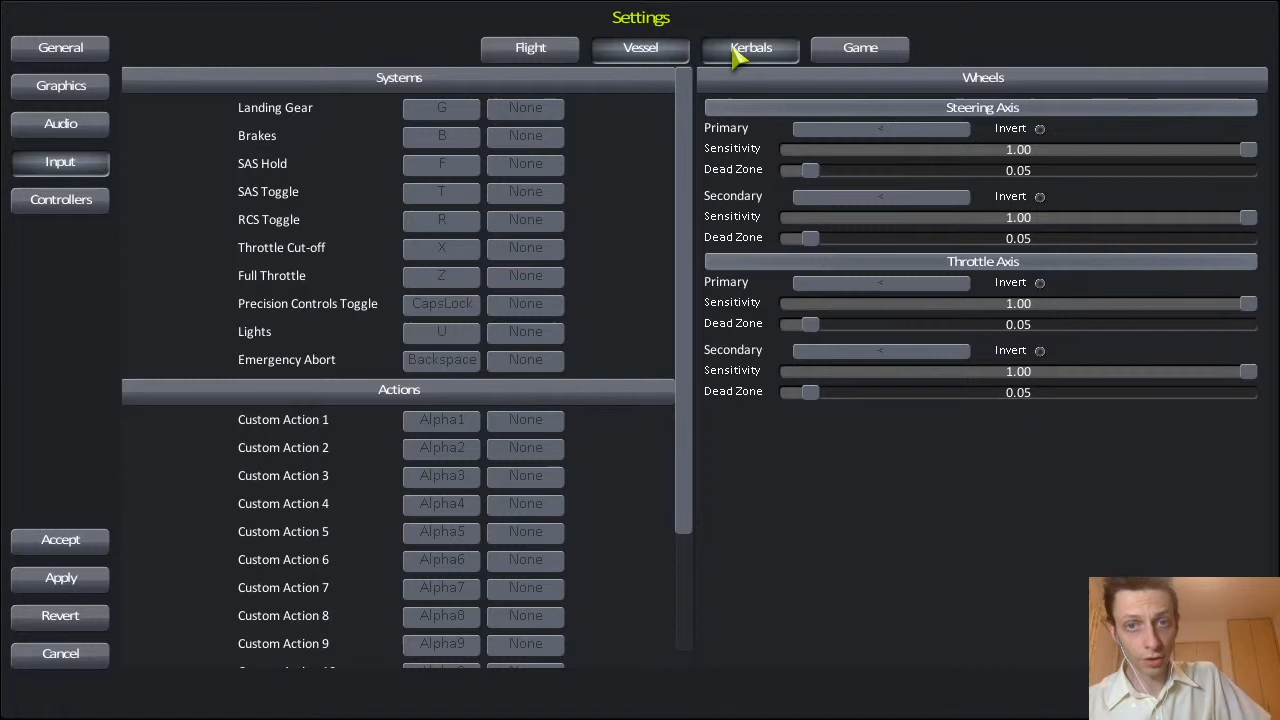 Settings
General
Graphics
Audio
Input
Controllers
Accept
Apply
Revert
Cancel
Flight
Vessel
Kerbals
Game
Systems
Landing Gear G None
Brakes B None
SAS Hold F None
SAS Toggle T None
RCS Toggle R None
Throttle Cut-off X None
Full Throttle Z None
Precision Controls Toggle CapsLock None
Lights U None
Emergency Abort Backspace None
Actions
Custom Action 1 Alpha1 None
Custom Action 2 Alpha2 None
Custom Action 3 Alpha3 None
Custom Action 4 Alpha4 None
Custom Action 5 Alpha5 None
Custom Action 6 Alpha6 None
Custom Action 7 Alpha7 None
Custom Action 8 Alpha8 None
Custom Action 9 Alpha9 None
Wheels
Steering Axis
Primary < Invert
Sensitivity 1.00
Dead Zone 0.05
Secondary < Invert
Sensitivity 1.00
Dead Zone 0.05
Throttle Axis
Primary < Invert
Sensitivity 1.00
Dead Zone 0.05
Secondary < Invert
Sensitivity 1.00
Dead Zone 0.05